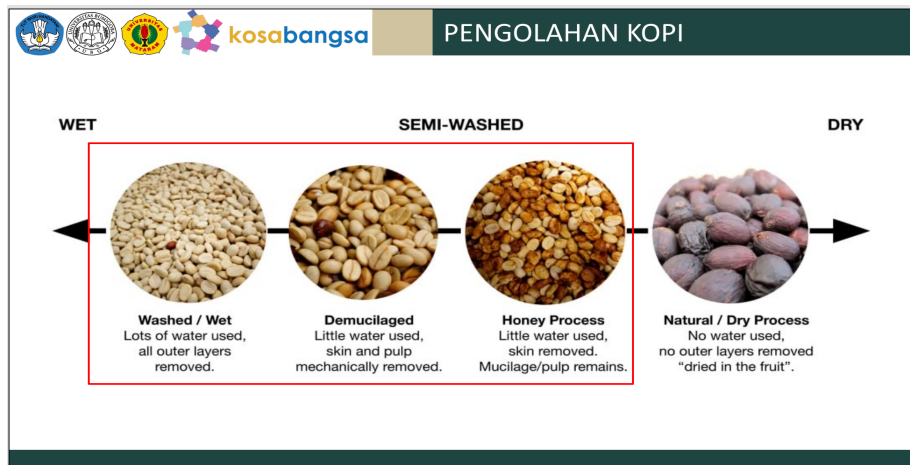 kosabangsa
PENGOLAHAN KOPI
WET
SEMI-WASHED
DRY
Washed / Wet
Lots of water used,
all outer layers
removed.
Demucilaged
Little water used,
skin and pulp
mechanically removed.
Honey Process
Little water used,
skin removed.
Mucilage/pulp remains.
Natural / Dry Process
No water used,
no outer layers removed
“dried in the fruit”.